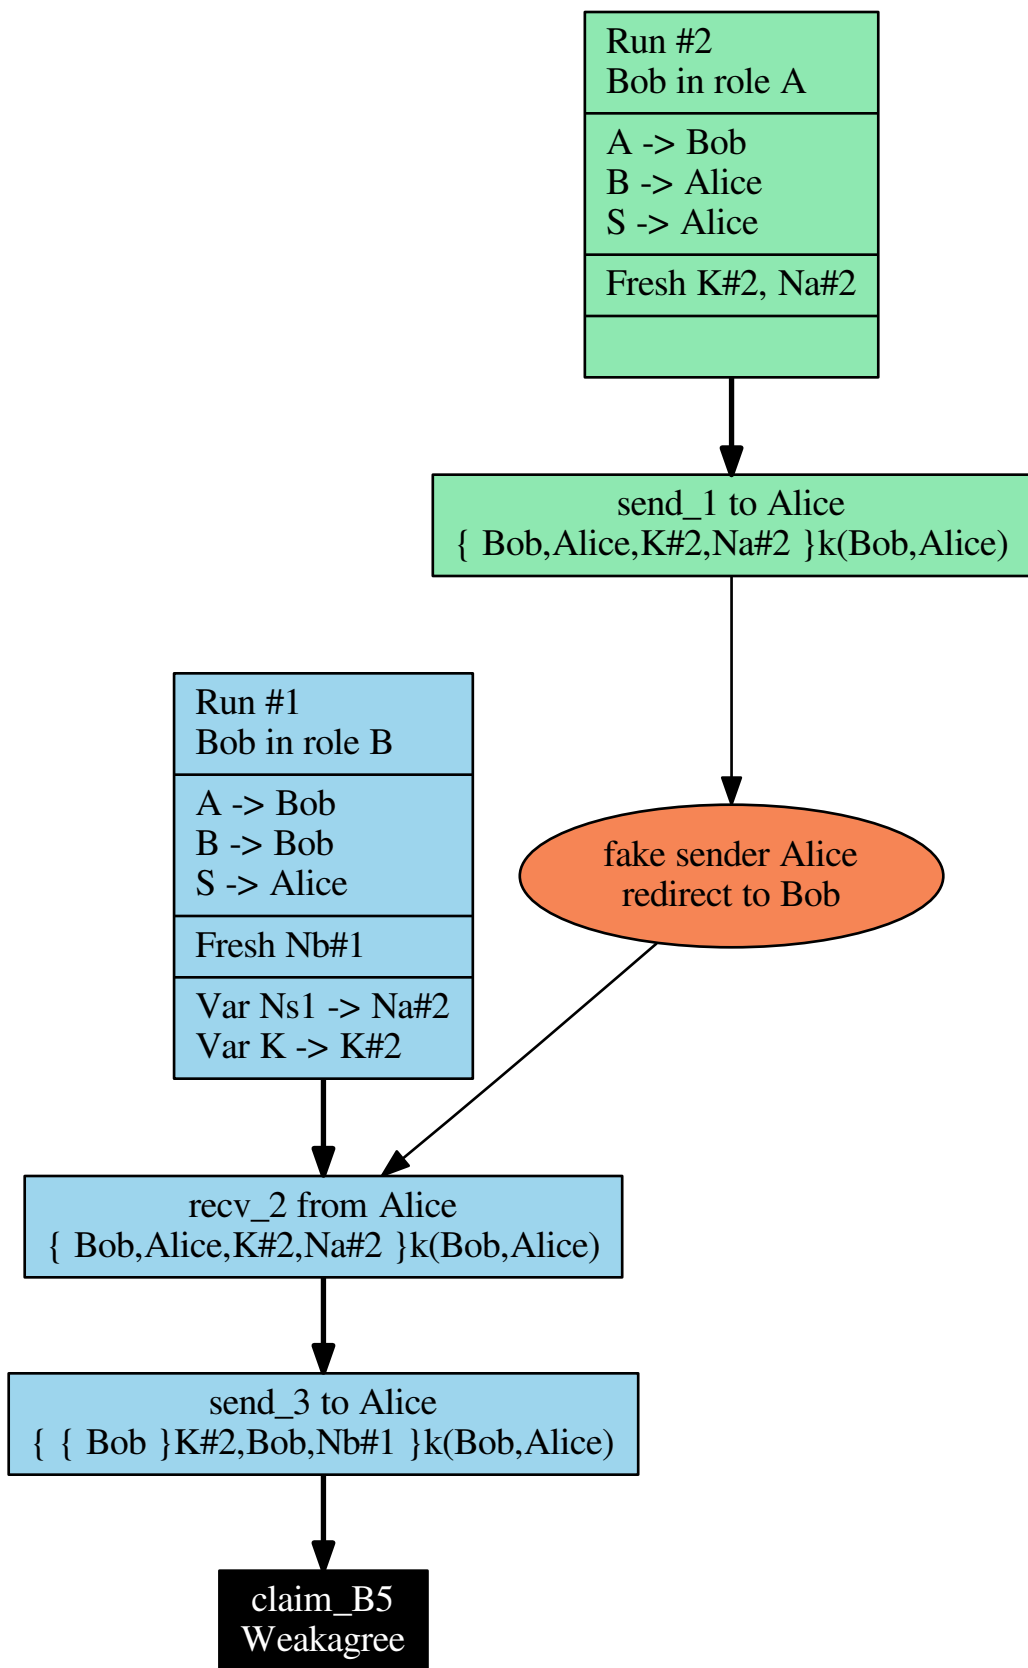 Run #2
Bob in role A
A -> Bob
B -> Alice
S -> Alice
Fresh K#2, Na#2
send_1 to Alice
{ Bob,Alice,K#2,Na#2 }k(Bob,Alice)
Run #1
Bob in role B
A -> Bob
B -> Bob
S -> Alice
Fresh Nb#1
Var Ns1 -> Na#2
Var K -> K#2
fake sender Alice
redirect to Bob
recv_2 from Alice
{ Bob,Alice,K#2,Na#2 }k(Bob,Alice)
send_3 to Alice
{ { Bob }K#2,Bob,Nb#1 }k(Bob,Alice)
claim_B5
Weakagree